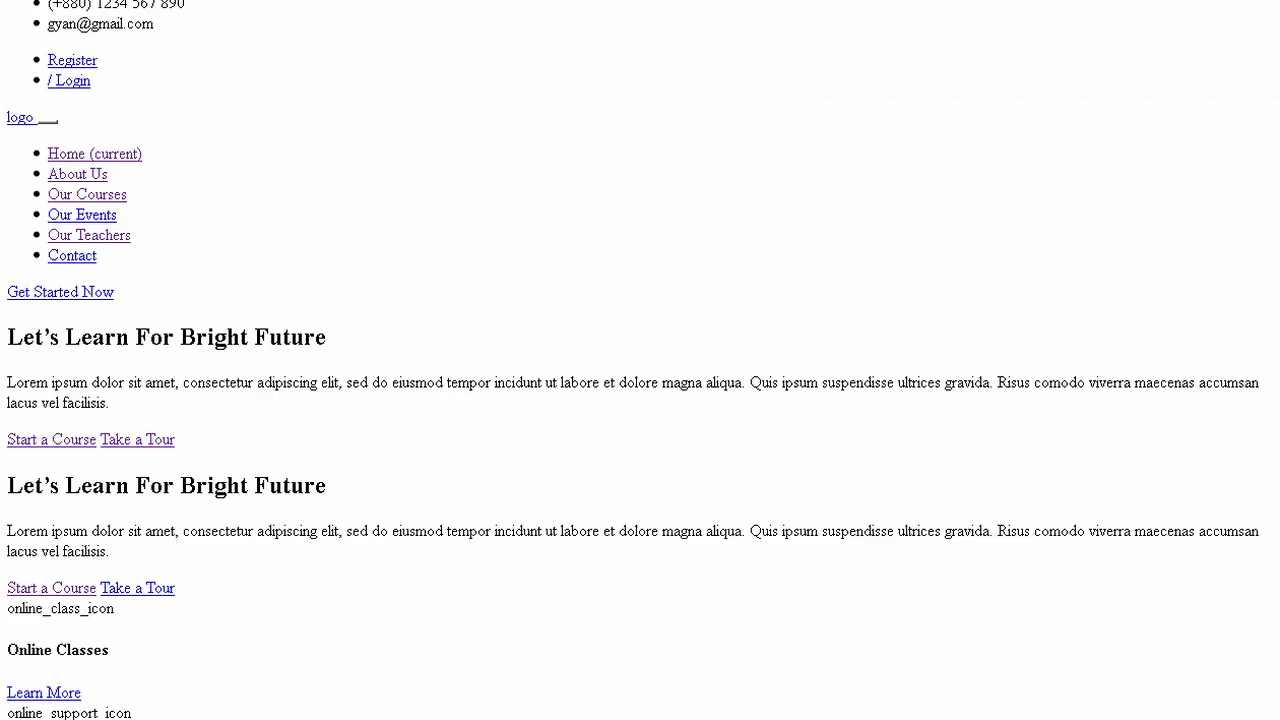 (+880) 1234 567 890
gyan@gmail.com
Register
/ Login
logo
Home (current)
About Us
Our Courses
Our Events
Our Teachers
Contact
Get Started Now
Let’s Learn For Bright Future
Lorem ipsum dolor sit amet, consectetur adipiscing elit, sed do eiusmod tempor incidunt ut labore et dolore magna aliqua. Quis ipsum suspendisse ultrices gravida. Risus comodo viverra maecenas accumsan
lacus vel facilisis.
Start a Course Take a Tour
Let’s Learn For Bright Future
Lorem ipsum dolor sit amet, consectetur adipiscing elit, sed do eiusmod tempor incidunt ut labore et dolore magna aliqua. Quis ipsum suspendisse ultrices gravida. Risus comodo viverra maecenas accumsan
lacus vel facilisis.
Start a Course Take a Tour
online_class_icon
Online Classes
Learn More
online_support_icon